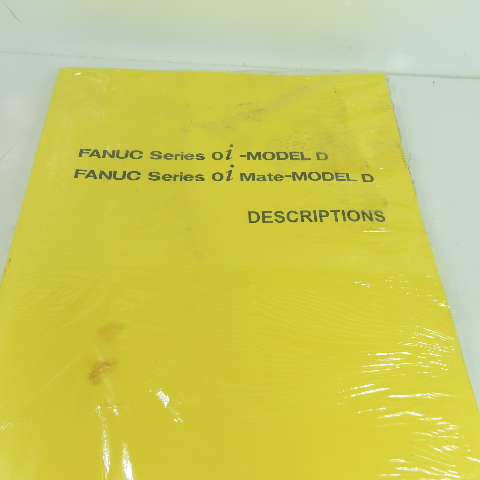 FANUC Series 0i -MODEL D
FANUC Series 0i Mate-MODEL D
DESCRIPTIONS